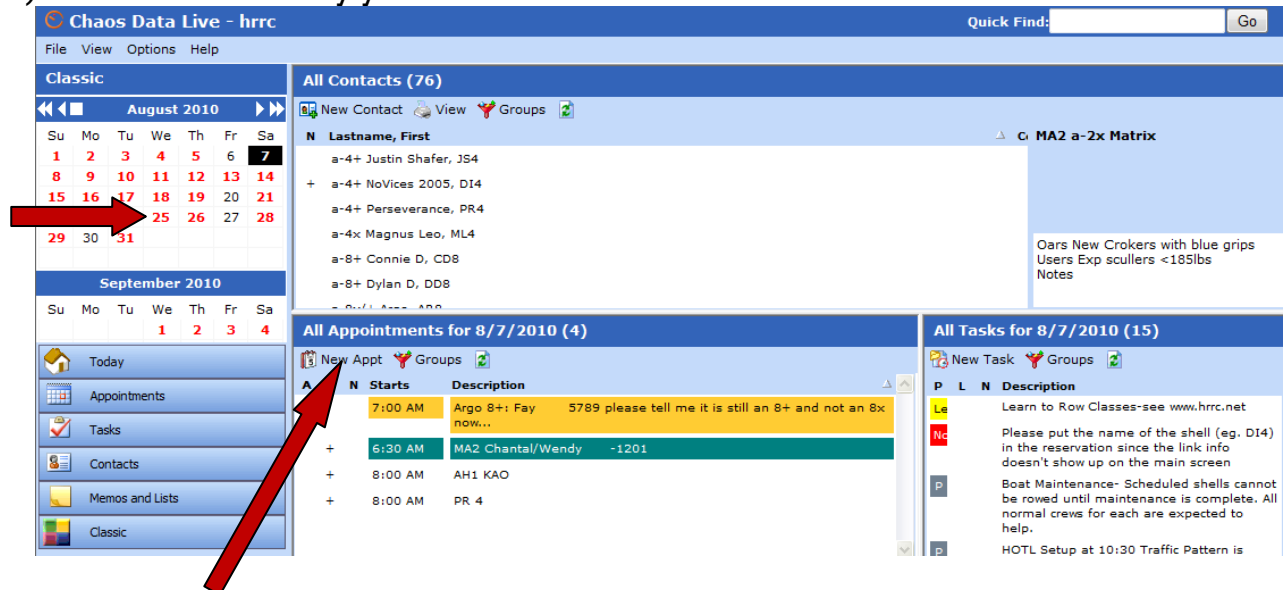 Chaos Data Live - hrrc
Quick Find:
Go
File View Options Help
Classic
August 2010
Su Mo Tu We Th Fr Sa
1 2 3 4 5 6 7
8 9 10 11 12 13 14
15 16 17 18 19 20 21
25 26 27 28
29 30 31
September 2010
Su Mo Tu We Th Fr Sa
1 2 3 4
Today
Appointments
Tasks
Contacts
Memos and Lists
Classic
All Contacts (76)
New Contact View Groups
N Lastname, First
a-4+ Justin Shafer, JS4
+ a-4+ NoVices 2005, DI4
a-4+ Perseverance, PR4
a-4x Magnus Leo, ML4
a-8+ Connie D, CD8
a-8+ Dylan D, DD8
MA2 a-2x Matrix
Oars New Crokers with blue grips
Users Exp scullers <185lbs
Notes
All Appointments for 8/7/2010 (4)
New Appt Groups
A N Starts Description
7:00 AM Argo 8+: Fay 5789 please tell me it is still an 8+ and not an 8x
now...
+ 6:30 AM MA2 Chantal/Wendy -1201
+ 8:00 AM AH1 KAO
+ 8:00 AM PR 4
All Tasks for 8/7/2010 (15)
New Task Groups
P L N Description
Le Learn to Row Classes-see www.hrrc.net
No Please put the name of the shell (eg. DI4)
in the reservation since the link info
doesn't show up on the main screen
P Boat Maintenance- Scheduled shells cannot
be rowed until maintenance is complete. All
normal crews for each are expected to
help.
P HOTL Setup at 10:30 Traffic Pattern is